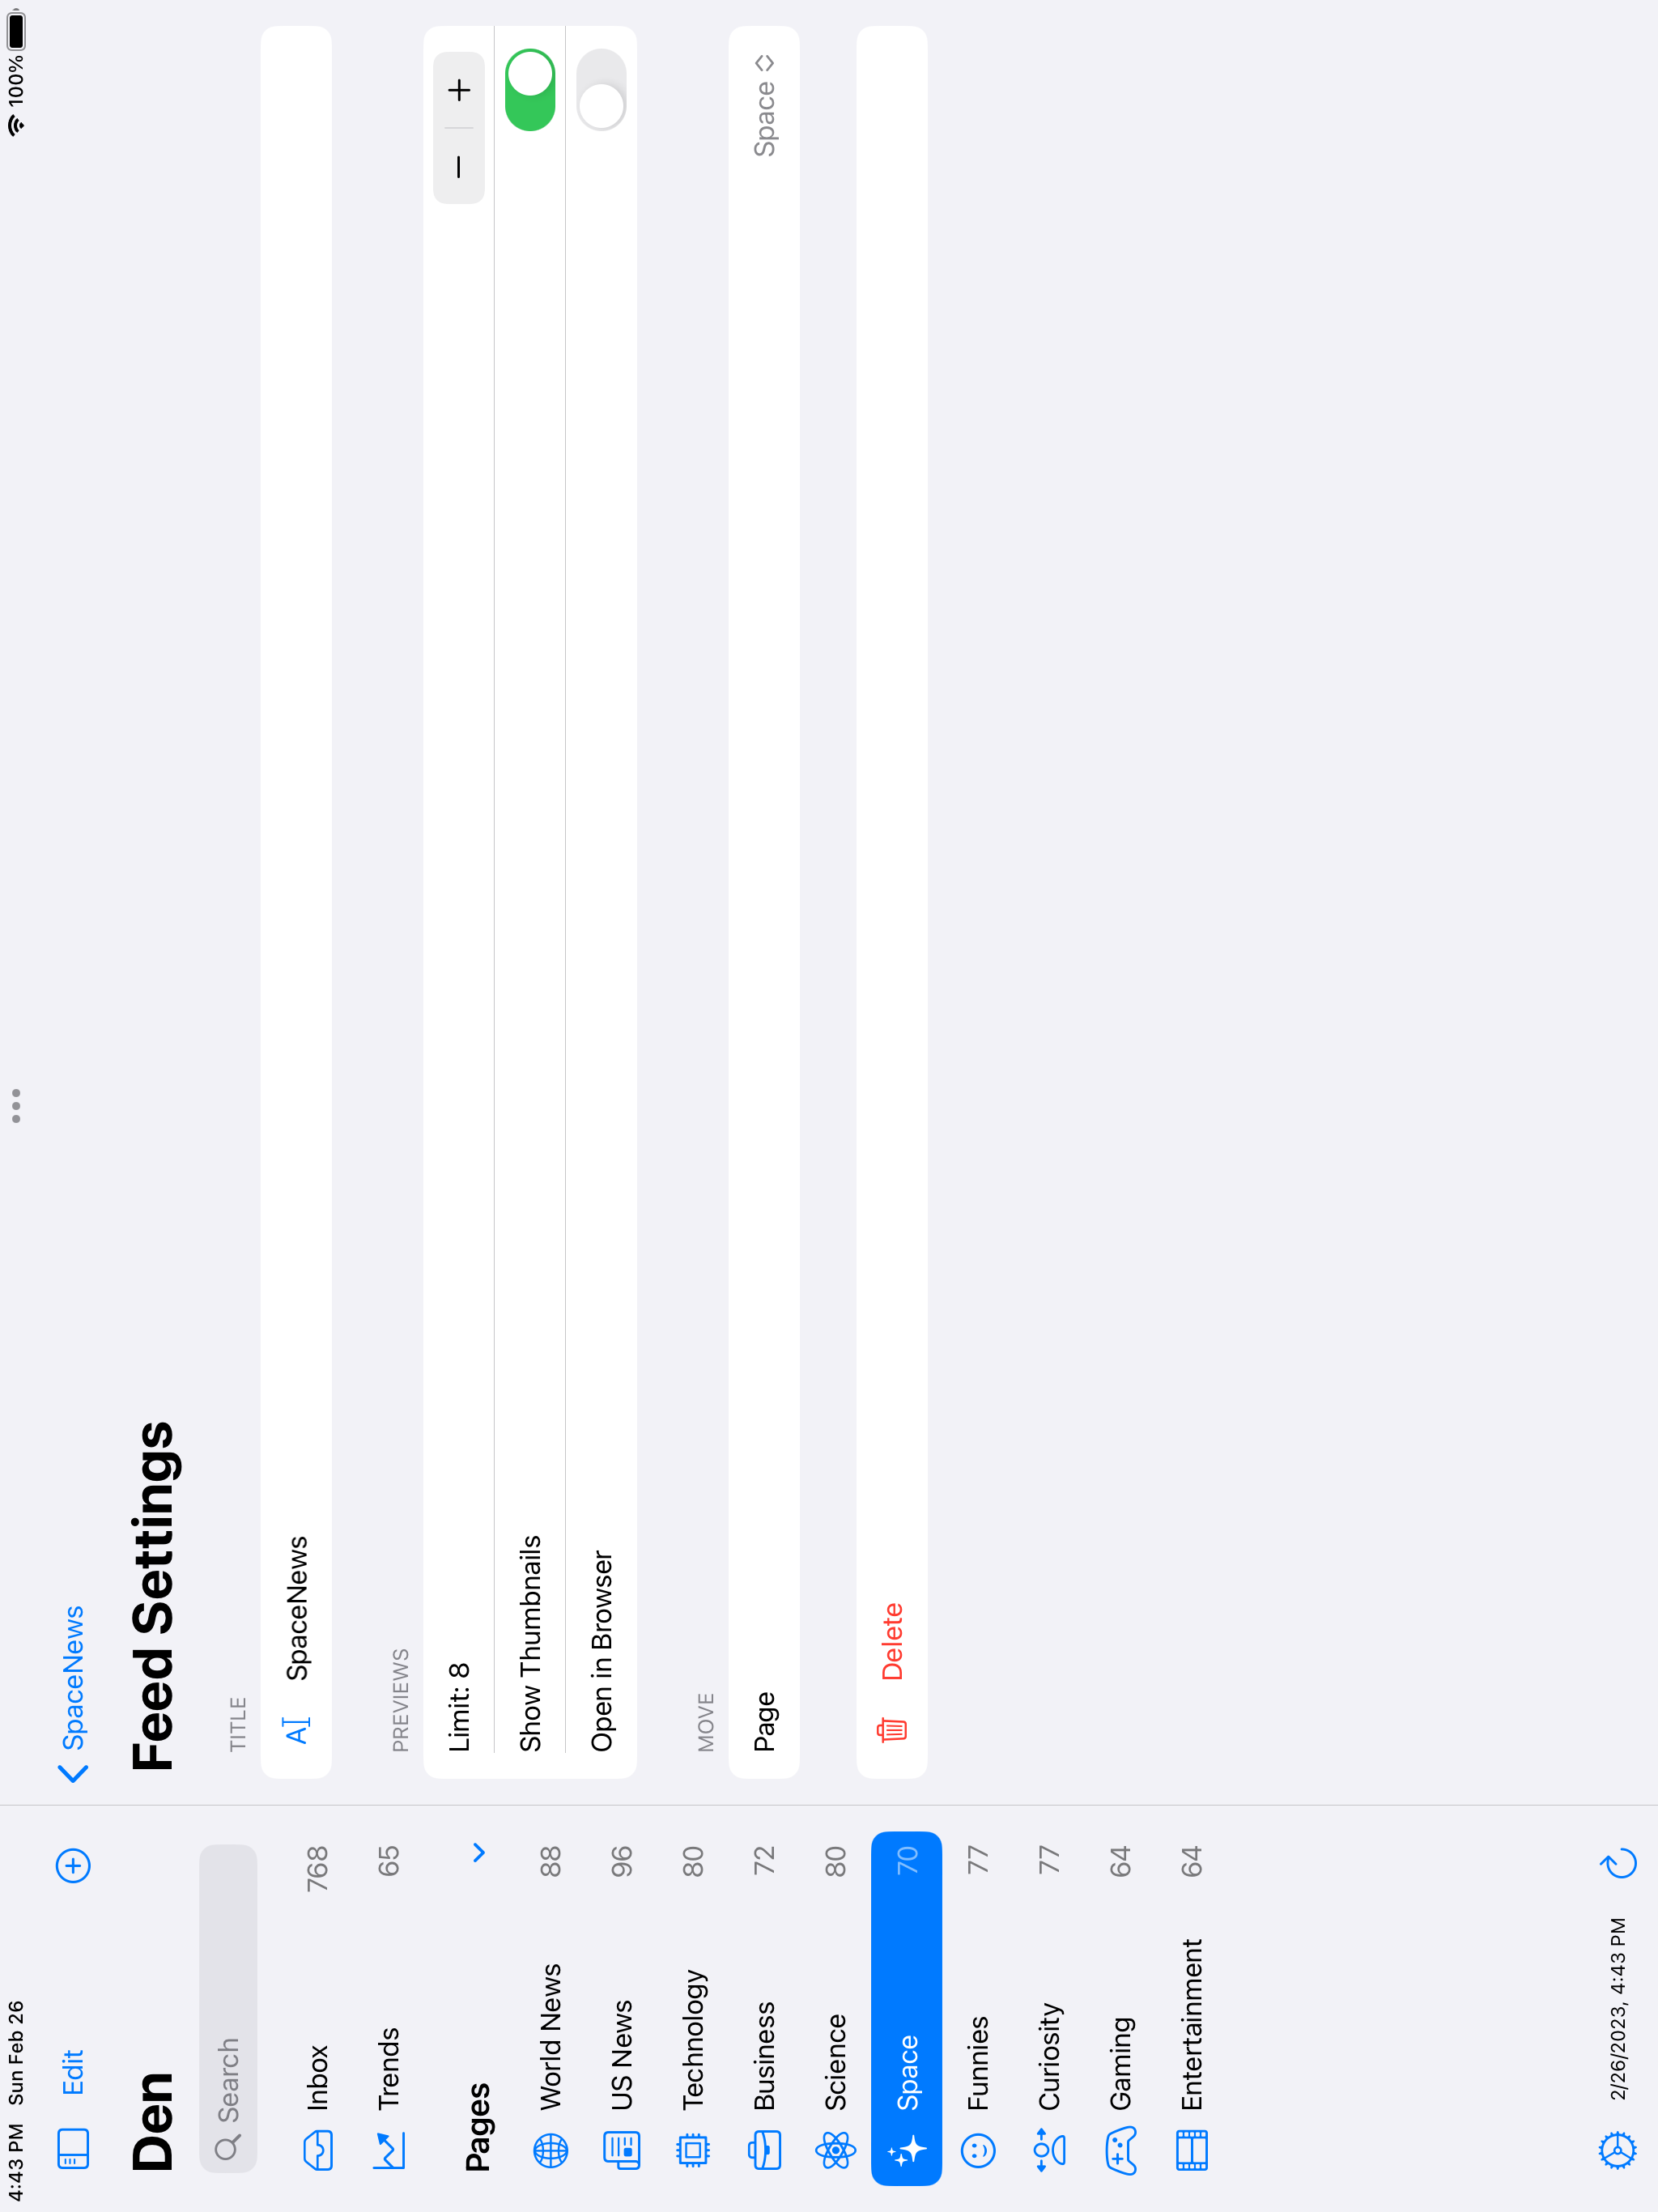 4:43 PM Sun Feb 26
100%
Edit
Den
Search
Inbox 768
Trends 65
Pages
World News 88
US News 96
Technology 80
Business 72
Science 80
Space 70
Funnies 77
Curiosity 77
Gaming 64
Entertainment 64
2/26/2023, 4:43 PM
SpaceNews
Feed Settings
TITLE
SpaceNews
PREVIEWS
Limit: 8
Show Thumbnails
Open in Browser
MOVE
Page Space
Delete